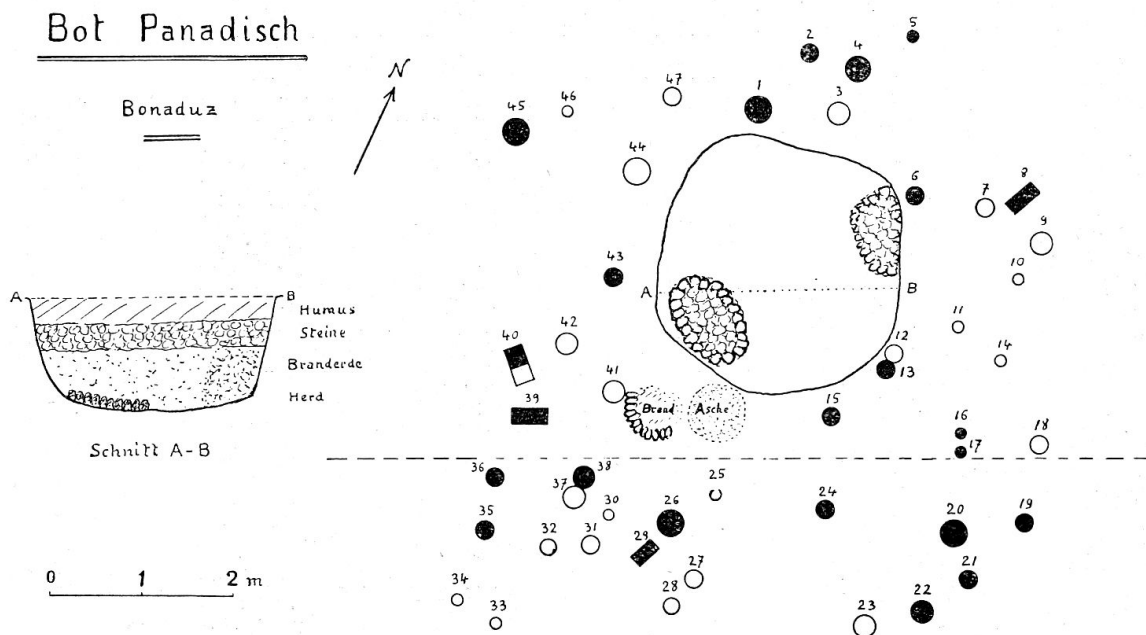 Bot Panadisch
Bonaduz
N
A B
Humus
Steine
Branderde
Herd
Schnitt A-B
0 1 2 m
5
2 4
47 1 3
46
45
44
6 7 8
9
43 10
A B
11
42 12
40 14
41 13
39 Brand Asche 15
16 18
17
36 38 25
37 30 26 24 20 19
35 32 31 29
27 21
34 28 22
33 23